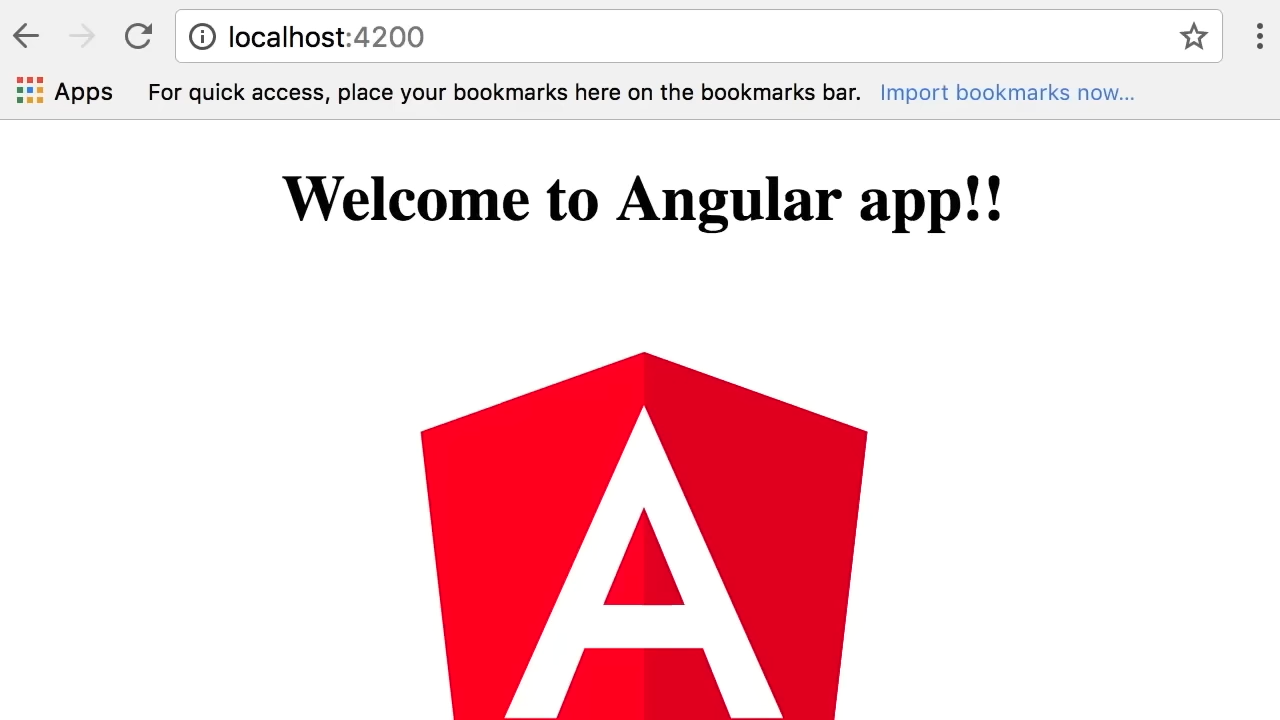 localhost:4200
Apps For quick access, place your bookmarks here on the bookmarks bar. Import bookmarks now...
Welcome to Angular app!!
A